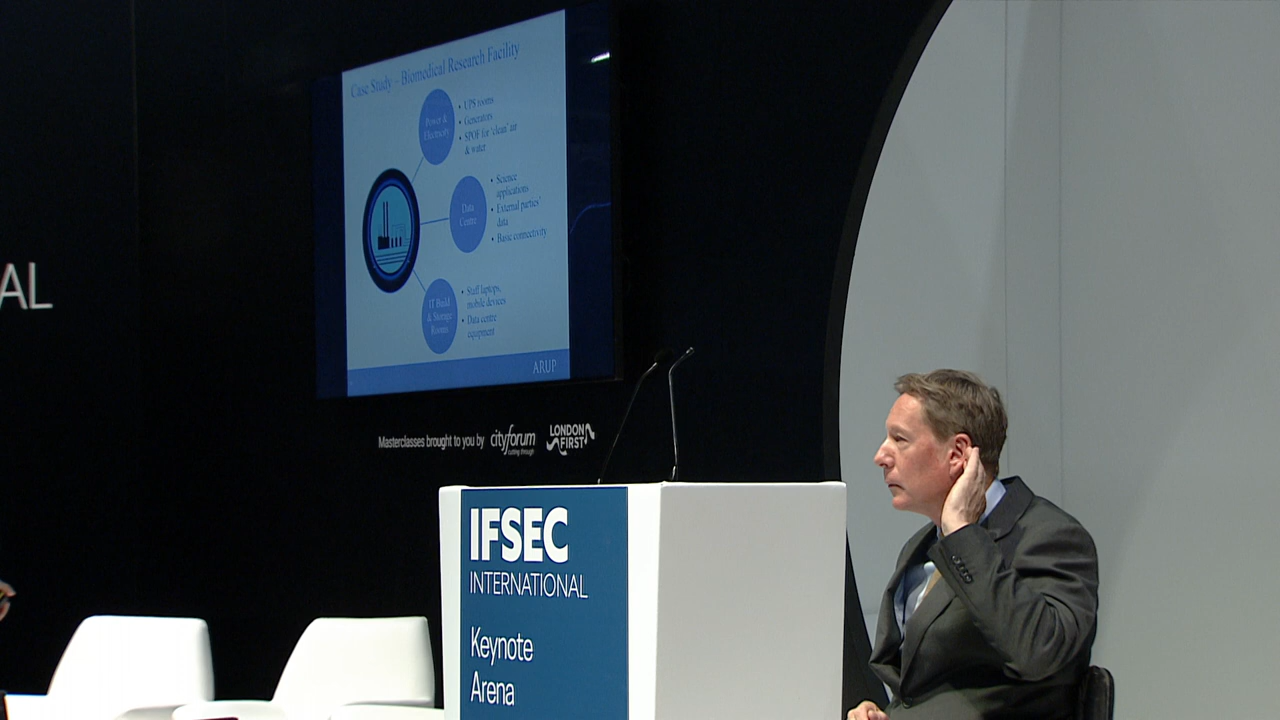 AL
Case Study – Biomedical Research Facility
Power &
Electricity
• UPS rooms
• Generators
• SPOF for 'clean' air
& water
Data
Centre
• Science
applications
• External parties'
data
• Basic connectivity
IT Build
& Storage
Rooms
• Staff laptops,
mobile devices
• Data centre
equipment
ARUP
Masterclasses brought to you by
cityforum
cutting through
LONDON
FIRST
IFSEC
INTERNATIONAL
Keynote
Arena